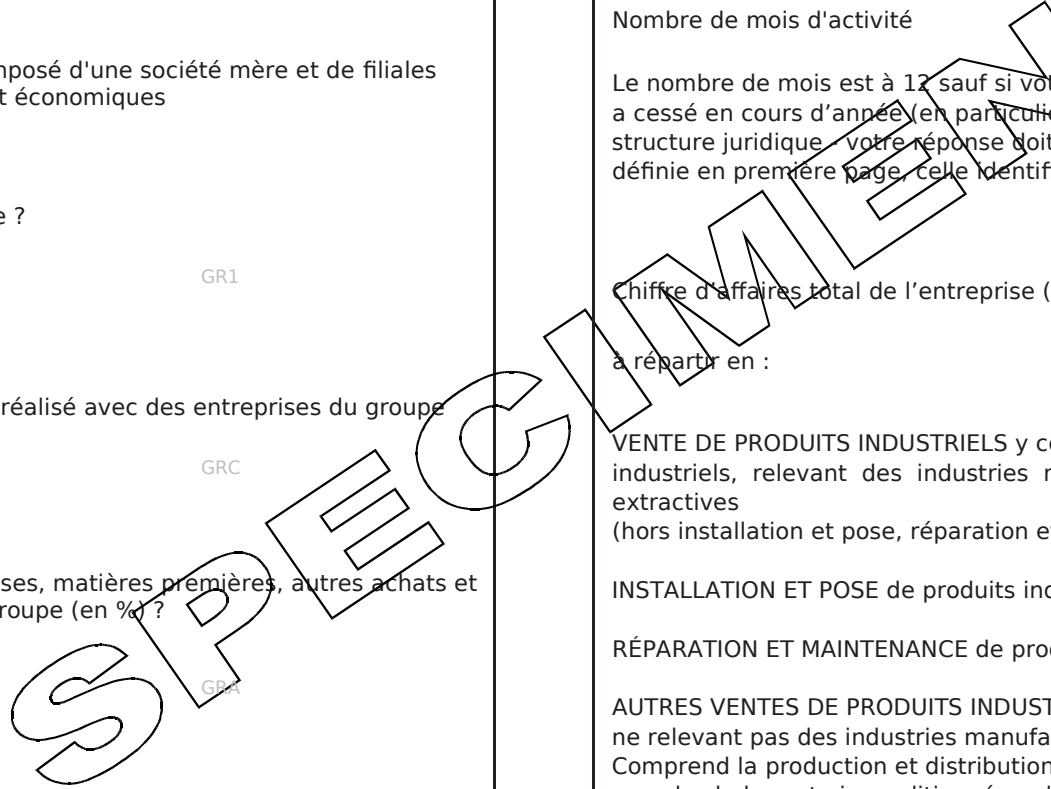 mposé d'une société mère et de filiales
t économiques
e ?
GR1
réalisé avec des entreprises du groupe
GRC
ses, matières premières, autres achats et
roupe (en %) ?
GRA
Nombre de mois d'activité
Le nombre de mois est à 12 sauf si vot
a cessé en cours d’année (en particulie
structure juridique - votre réponse doit
définie en première page, celle identif
Chiffre d’affaires total de l’entreprise (
à répartir en :
VENTE DE PRODUITS INDUSTRIELS y co
industriels, relevant des industries
extractives
(hors installation et pose, réparation e
INSTALLATION ET POSE de produits ind
RÉPARATION ET MAINTENANCE de prod
AUTRES VENTES DE PRODUITS INDUST
ne relevant pas des industries manufa
Comprend la production et distribution
SPECIMEN